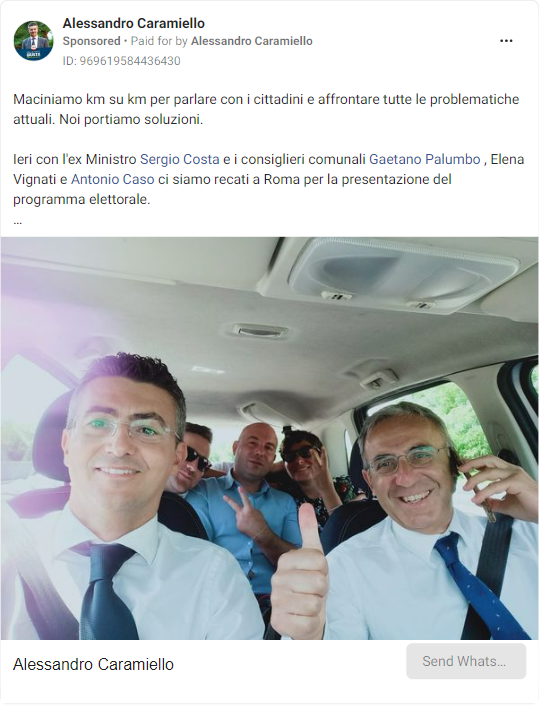 Alessandro Caramiello
Sponsored • Paid for by Alessandro Caramiello
ID: 969619584436430
Maciniamo km su km per parlare con i cittadini e affrontare tutte le problematiche
attuali. Noi portiamo soluzioni.
Ieri con l'ex Ministro Sergio Costa e i consiglieri comunali Gaetano Palumbo , Elena
Vignati e Antonio Caso ci siamo recati a Roma per la presentazione del
programma elettorale.
...
Alessandro Caramiello
Send Whats...